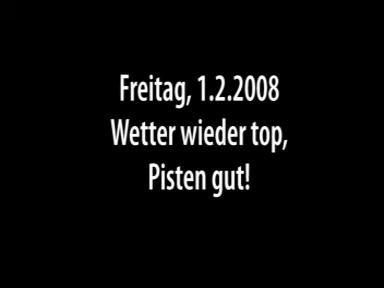 Freitag, 1.2.2008
Wetter wieder top,
Pisten gut!